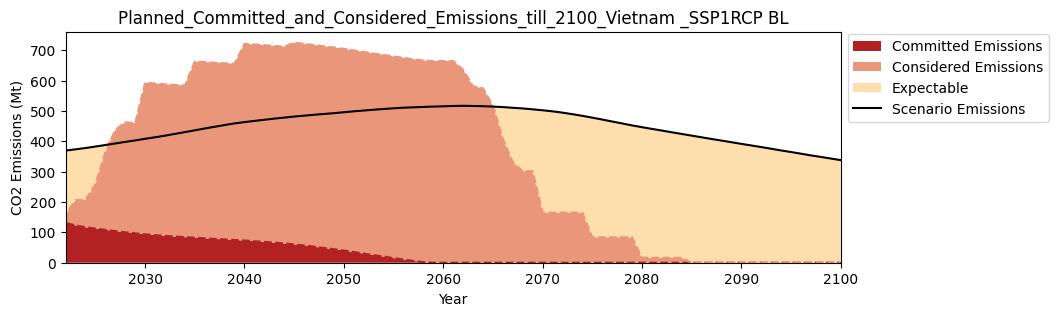 Planned_Committed_and_Considered_Emissions_till_2100_Vietnam _SSP1RCP BL
CO2 Emissions (Mt)
700
600
500
400
300
200
100
0
2030 2040 2050 2060 2070 2080 2090 2100
Year
Committed Emissions
Considered Emissions
Expectable
Scenario Emissions